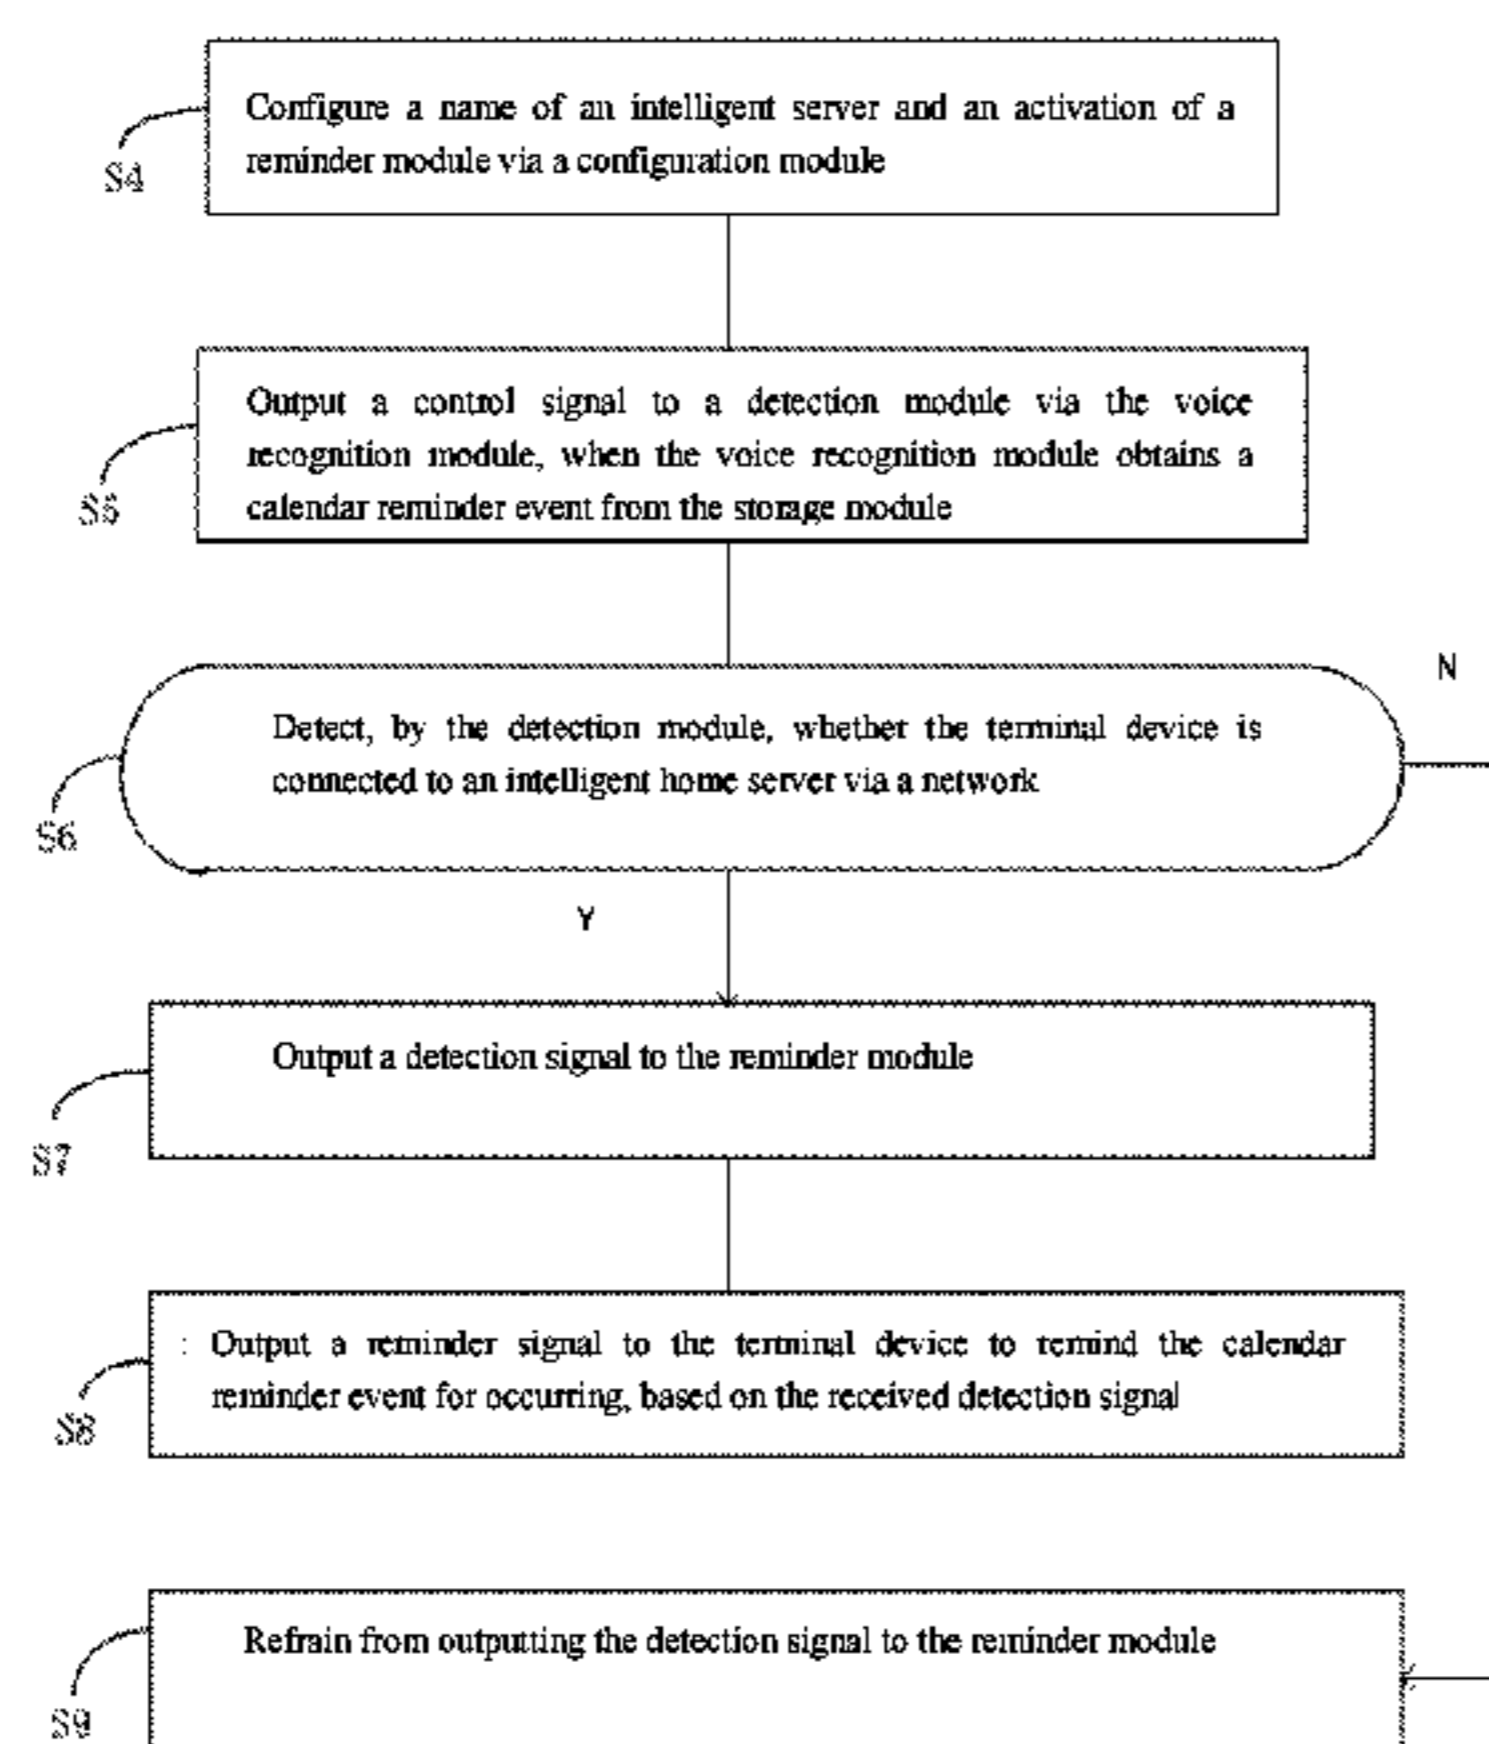 Configure a name of an intelligent server and an activation of a
reminder module via a configuration module
S4
Output a control signal to a detection module via the voice
recognition module, when the voice recognition module obtains a
calendar reminder event from the storage module
S5
N
Detect, by the detection module, whether the terminal device is
connected to an intelligent home server via a network
S6
Y
Output a detection signal to the reminder module
S7
: Output a reminder signal to the terminal device to remind the calendar
reminder event for occurring, based on the received detection signal
S8
Refrain from outputting the detection signal to the reminder module
S9